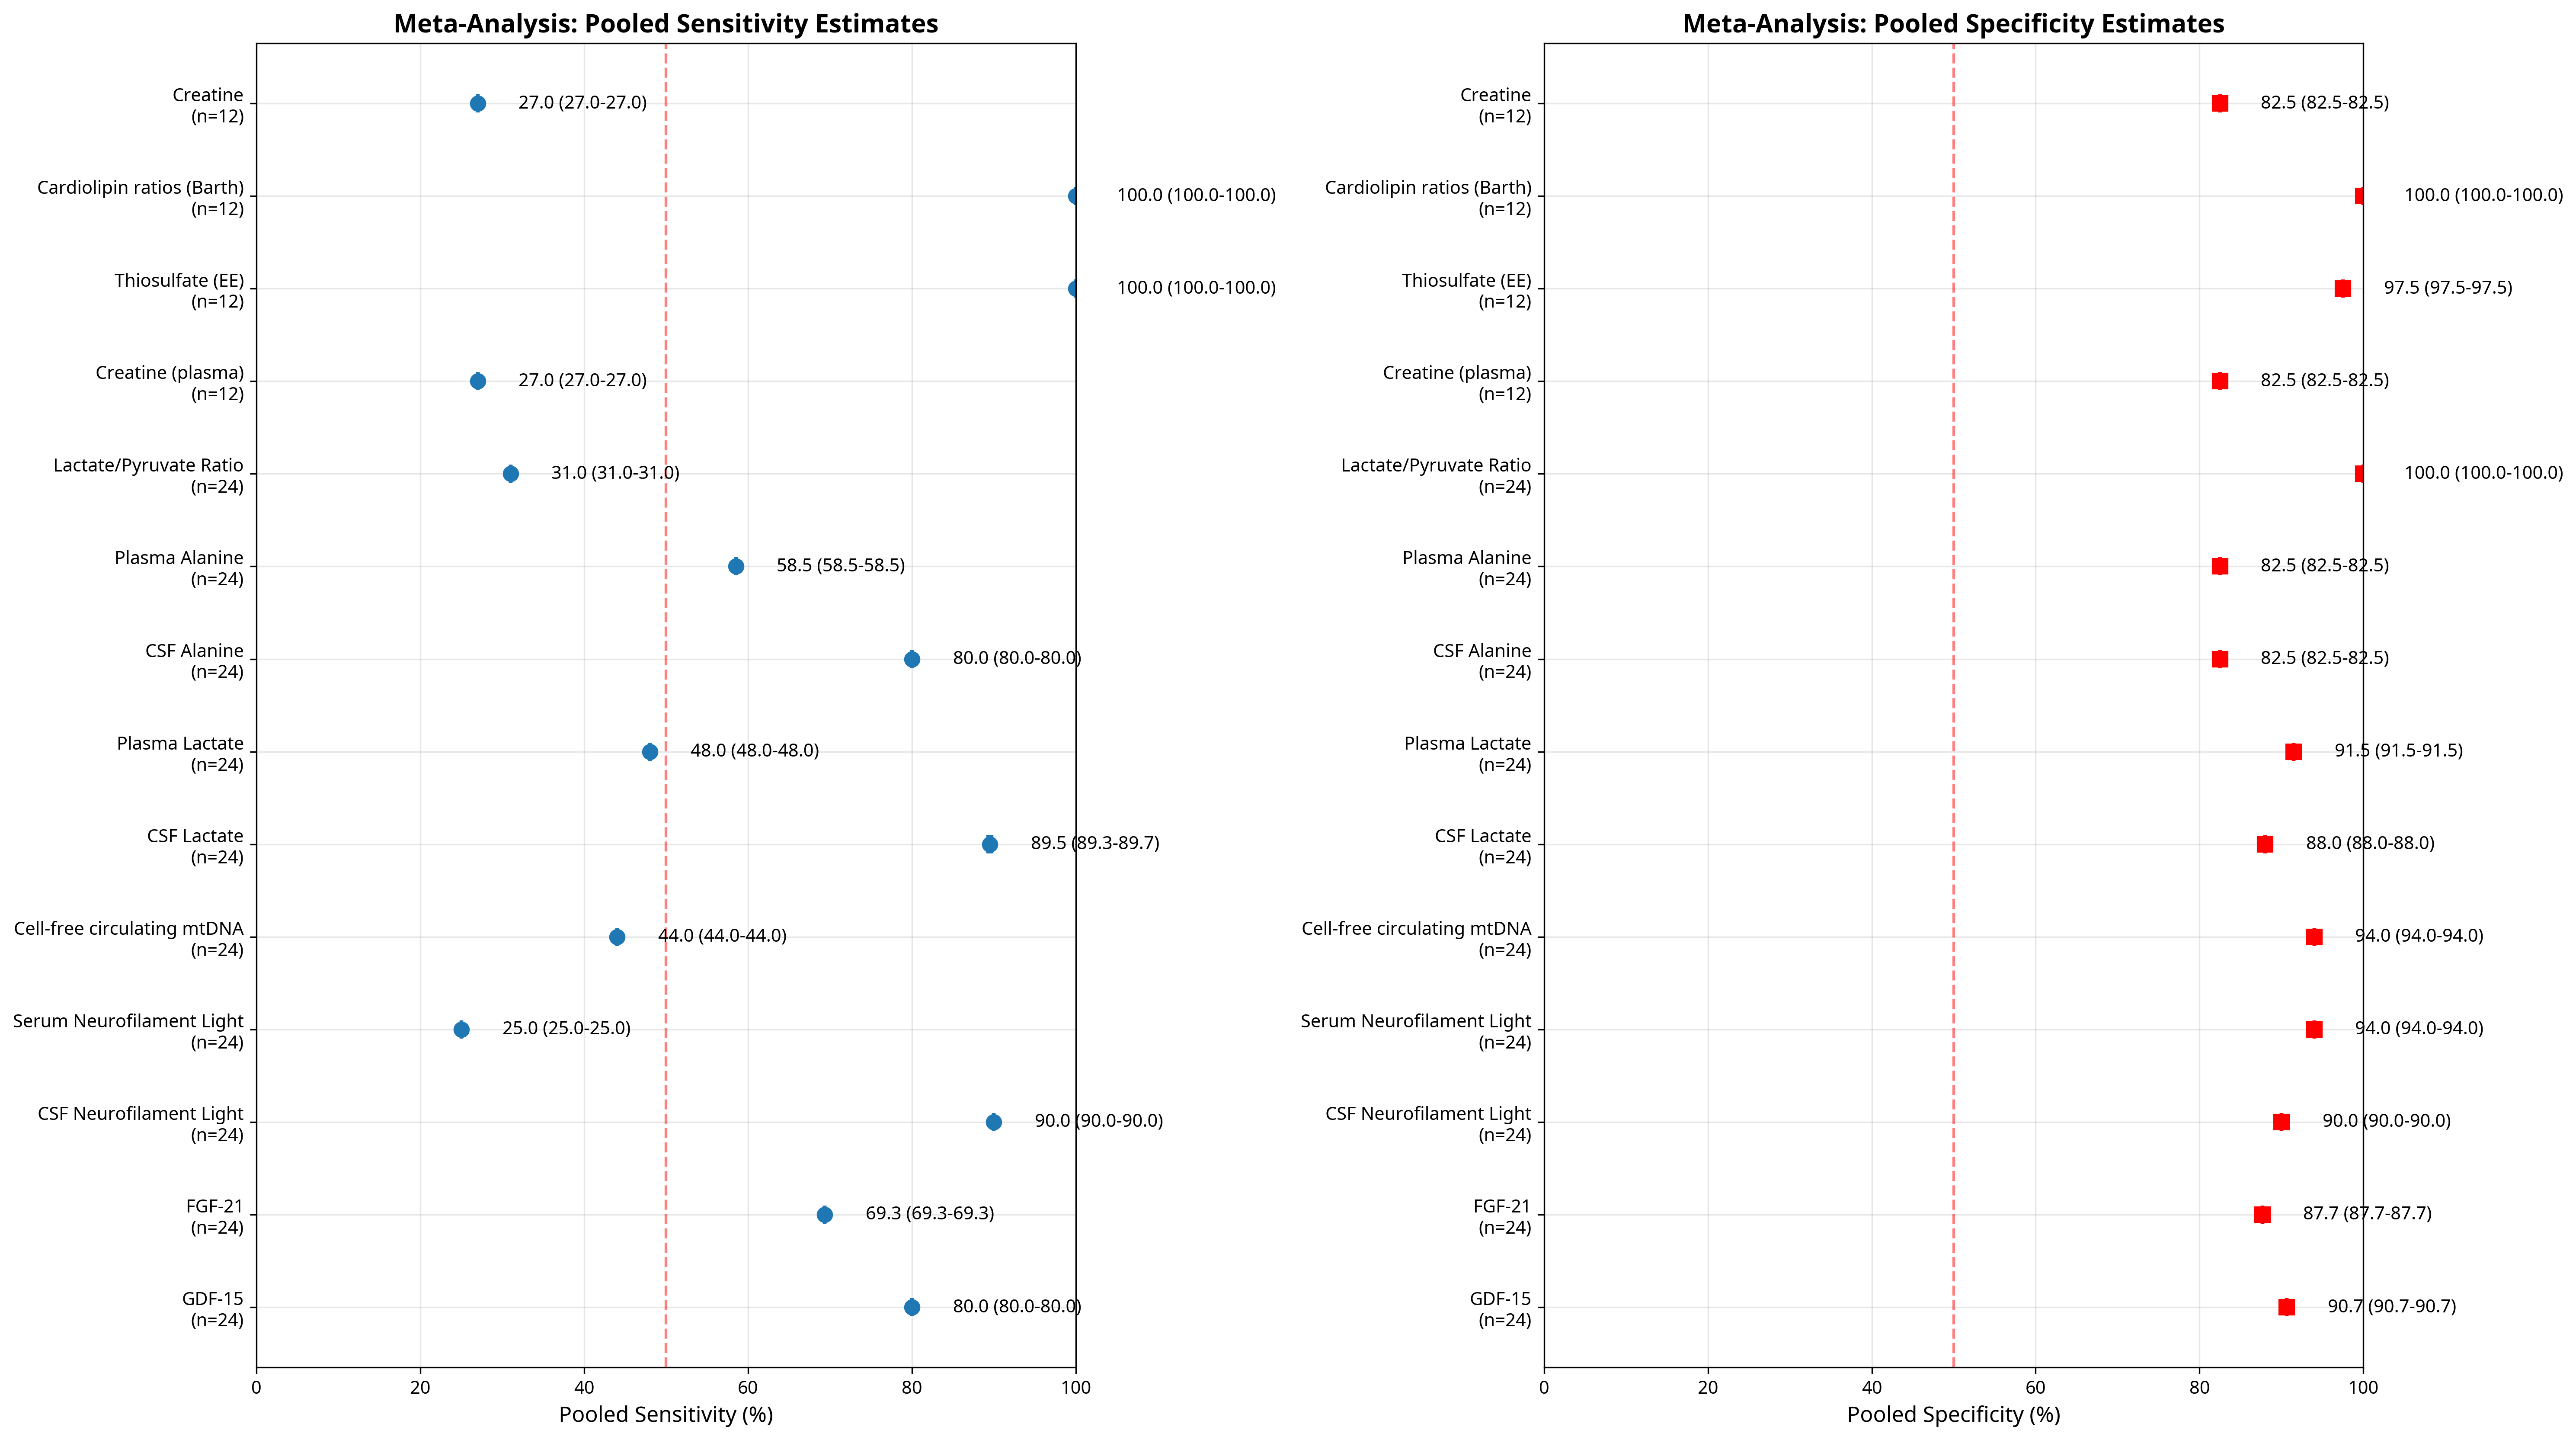 Meta-Analysis: Pooled Sensitivity Estimates
Creatine
(n=12)
27.0 (27.0-27.0)
Cardiolipin ratios (Barth)
(n=12)
100.0 (100.0-100.0)
Thiosulfate (EE)
(n=12)
100.0 (100.0-100.0)
Creatine (plasma)
(n=12)
27.0 (27.0-27.0)
Lactate/Pyruvate Ratio
(n=24)
31.0 (31.0-31.0)
Plasma Alanine
(n=24)
58.5 (58.5-58.5)
CSF Alanine
(n=24)
80.0 (80.0-80.0)
Plasma Lactate
(n=24)
48.0 (48.0-48.0)
CSF Lactate
(n=24)
89.5 (89.3-89.7)
Cell-free circulating mtDNA
(n=24)
44.0 (44.0-44.0)
Serum Neurofilament Light
(n=24)
25.0 (25.0-25.0)
CSF Neurofilament Light
(n=24)
90.0 (90.0-90.0)
FGF-21
(n=24)
69.3 (69.3-69.3)
GDF-15
(n=24)
80.0 (80.0-80.0)
0 20 40 60 80 100
Pooled Sensitivity (%)
Meta-Analysis: Pooled Specificity Estimates
Creatine
(n=12)
82.5 (82.5-82.5)
Cardiolipin ratios (Barth)
(n=12)
100.0 (100.0-100.0)
Thiosulfate (EE)
(n=12)
97.5 (97.5-97.5)
Creatine (plasma)
(n=12)
82.5 (82.5-82.5)
Lactate/Pyruvate Ratio
(n=24)
100.0 (100.0-100.0)
Plasma Alanine
(n=24)
82.5 (82.5-82.5)
CSF Alanine
(n=24)
82.5 (82.5-82.5)
Plasma Lactate
(n=24)
91.5 (91.5-91.5)
CSF Lactate
(n=24)
88.0 (88.0-88.0)
Cell-free circulating mtDNA
(n=24)
94.0 (94.0-94.0)
Serum Neurofilament Light
(n=24)
94.0 (94.0-94.0)
CSF Neurofilament Light
(n=24)
90.0 (90.0-90.0)
FGF-21
(n=24)
87.7 (87.7-87.7)
GDF-15
(n=24)
90.7 (90.7-90.7)
0 20 40 60 80 100
Pooled Specificity (%)